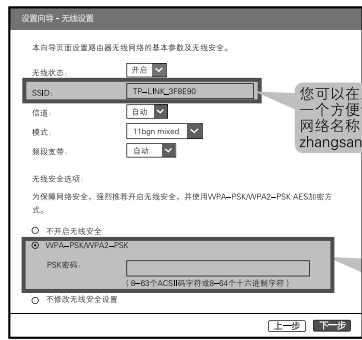 设置向导 - 无线设置
本向导页面设置路由器无线网络的基本参数及无线安全。
无线状态: 开启
SSID: TP-LINK_3F8E90
您可以在
一个方便
网络名称
zhangsan
信道: 自动
模式: 11bgn mixed
频段宽带: 自动
无线安全选项:
为保障网络安全，强烈推荐开启无线安全，并使用WPA-PSK/WPA2-PSK AES加密方
式。
不开启无线安全
WPA-PSK/WPA2-PSK
PSK密码:
(8-63个ACSII码字符或8-64个十六进制字符)
不修改无线安全设置
上一步 下一步